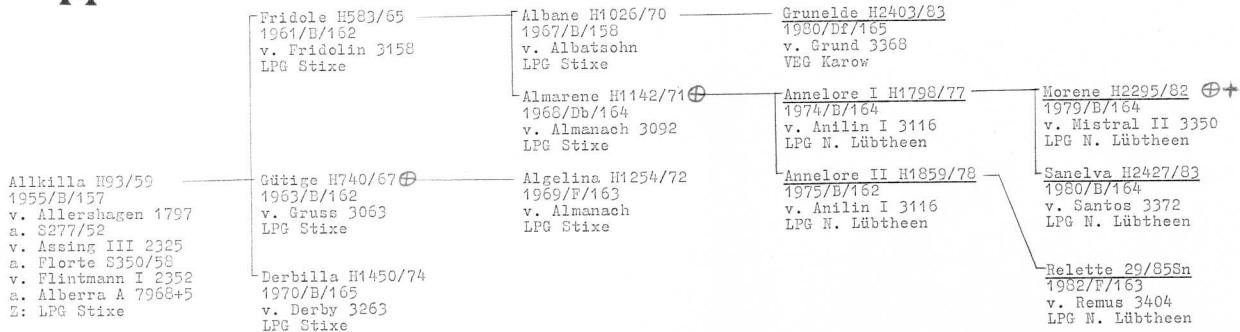 Allkilla H93/59
1955/B/157
v. Allershagen 1797
a. S277/52
v. Assing III 2325
a. Florte S350/58
v. Flintmann I 2352
a. Alberra A 7968+5
Z: LPG Stixe
Fridole H583/65
1961/B/162
v. Fridolin 3158
LPG Stixe
Gütige H740/67
1963/B/162
v. Gruss 3063
LPG Stixe
Derbilla H1450/74
1970/B/165
v. Derby 3263
LPG Stixe
Albane H1026/70
1967/B/158
v. Albatsohn
LPG Stixe
Almarene H1142/71
1968/Db/164
v. Almanach 3092
LPG Stixe
Algelina H1254/72
1969/F/163
v. Almanach
LPG Stixe
Grunelde H2403/83
1980/Df/165
v. Grund 3368
VEG Karow
Annelore I H1798/77
1974/B/164
v. Anilin I 3116
LPG N. Lübtheen
Annelore II H1859/78
1975/B/162
v. Anilin I 3116
LPG N. Lübtheen
Morene H2295/82
1979/B/164
v. Mistral II 3350
LPG N. Lübtheen
Sanelva H2427/83
1980/B/164
v. Santos 3372
LPG N. Lübtheen
Relette 29/85Sn
1982/F/163
v. Remus 3404
LPG N. Lübtheen